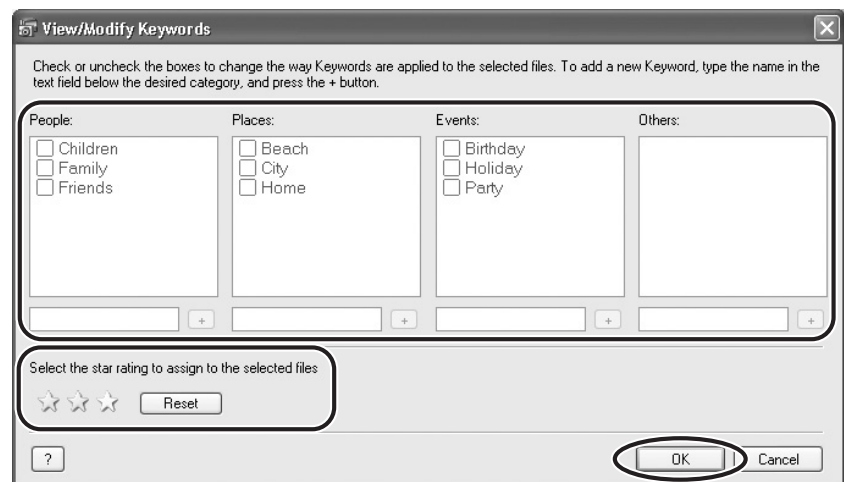 View/Modify Keywords
Check or uncheck the boxes to change the way Keywords are applied to the selected files. To add a new Keyword, type the name in the
text field below the desired category, and press the + button.
People: Places: Events: Others:
Children Beach Birthday
Family City Holiday
Friends Home Party
+ + + +
Select the star rating to assign to the selected files
Reset
? OK Cancel